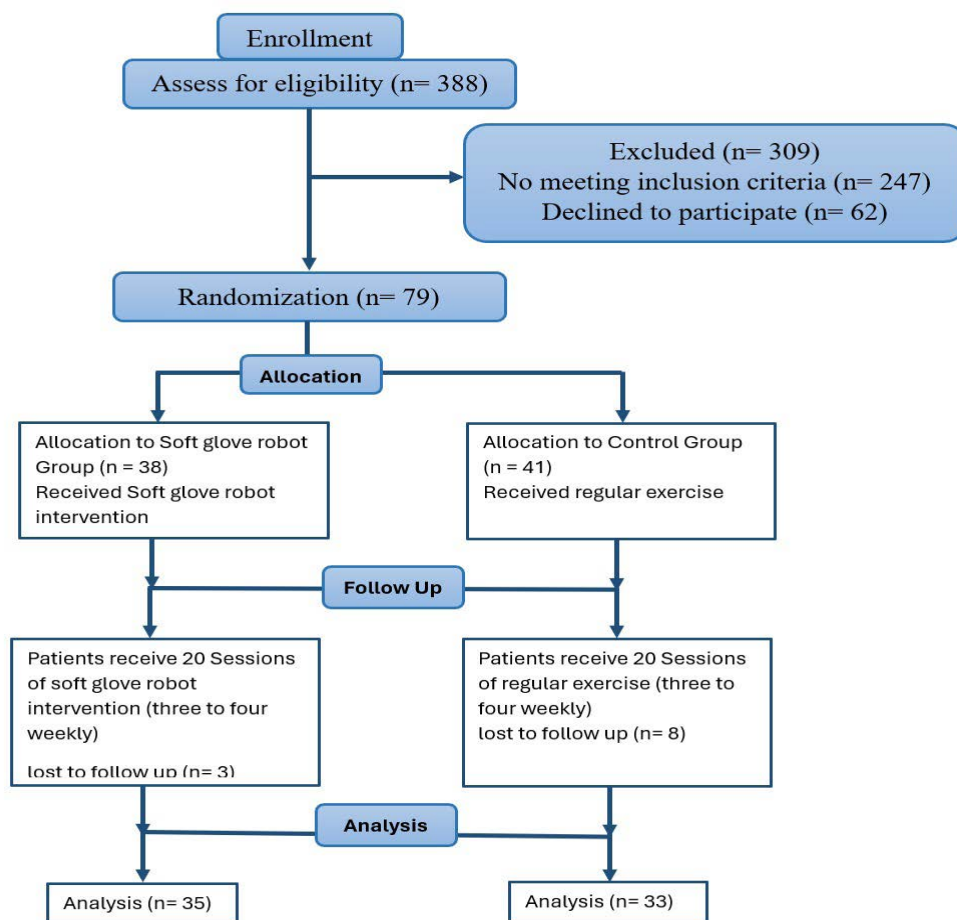 Enrollment
Assess for eligibility (n= 388)
Excluded (n= 309)
No meeting inclusion criteria (n= 247)
Declined to participate (n= 62)
Randomization (n= 79)
Allocation
Allocation to Soft glove robot
Group (n = 38)
Received Soft glove robot
intervention
Allocation to Control Group
(n = 41)
Received regular exercise
Follow Up
Patients receive 20 Sessions
of soft glove robot
intervention (three to four
weekly)
lost to follow up (n= 3)
Patients receive 20 Sessions
of regular exercise (three to
four weekly)
lost to follow up (n= 8)
Analysis
Analysis (n= 35)
Analysis (n= 33)